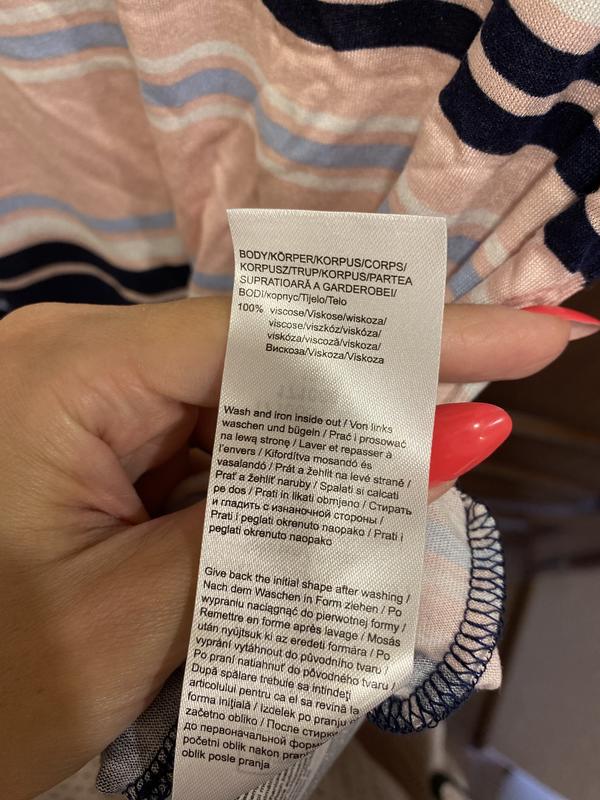 BODY/KÖRPER/KORPUS/CORPS/
KORPUSZ/TRUP/KORPUS/PARTEA
SUPRATIOARĂ A GARDEROBEI/
BODI/корпус/Tijelo/Telo
100% viscose/Viskose/wiskoza/
viscose/viszkóz/viskóza/
viskóza/viscoză/viskoza/
Вискоза/Viskoza/Viskoza
Wash and iron inside out / Von links
waschen und bügeln / Prać i prosować
na lewą stronę / Laver et repasser à
l'envers / Kifordítva mosandó és
vasalandó / Prát a žehlit na levé straně /
Prať a žehliť naruby / Spalati si calcati
pe dos / Prati in likati obrnjeno / Стирать
и гладить с изнаночной стороны /
Prati i peglati okrenuto naopako / Prati i
peglati okrenuto naopako
Give back the initial shape after washing /
Nach dem Waschen in Form ziehen / Po
wypraniu naciągnąć do pierwotnej formy /
Remettre en forme après lavage / Mosás
után nyújtsuk ki az eredeti formára / Po
vyprání vytáhnout do původního tvaru /
Po praní natiahnuť do pôvodného tvaru /
După spălare trebuie sa intindeţi
articolului pentru ca el sa revină la
forma iniţială / Izdelek po pranju
začetno obliko / После стирки
до первоначальной
početni oblik nakon
oblik posle pranja